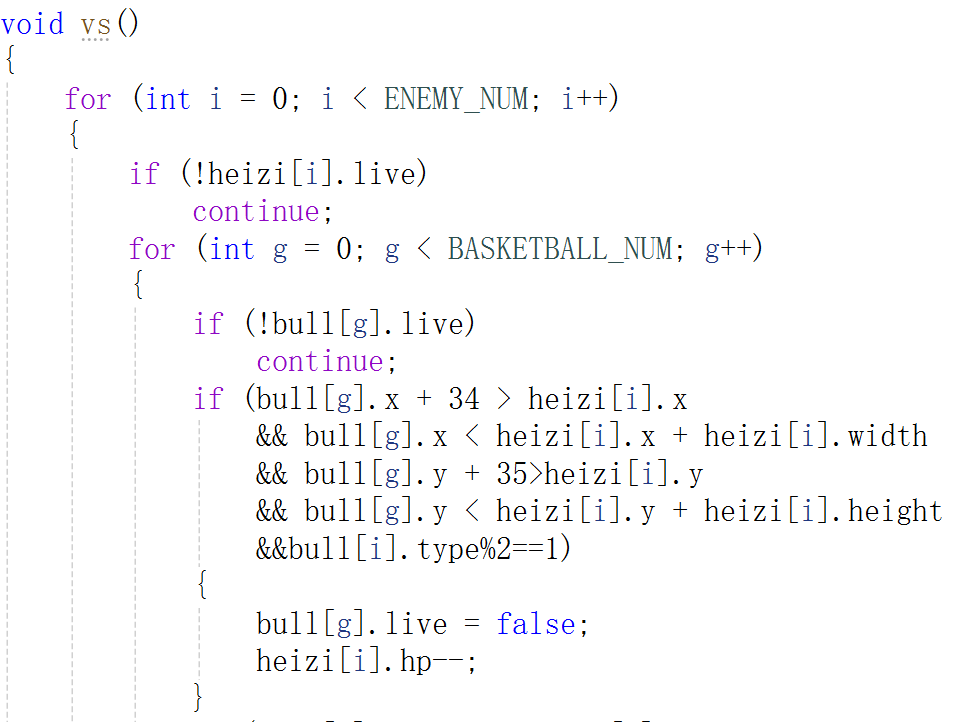 void vs()
{
for (int i = 0; i < ENEMY_NUM; i++)
{
if (!heizi[i].live)
continue;
for (int g = 0; g < BASKETBALL_NUM; g++)
{
if (!bull[g].live)
continue;
if (bull[g].x + 34 > heizi[i].x
&& bull[g].x < heizi[i].x + heizi[i].width
&& bull[g].y + 35>heizi[i].y
&& bull[g].y < heizi[i].y + heizi[i].height
&&bull[i].type%2==1)
{
bull[g].live = false;
heizi[i].hp--;
}